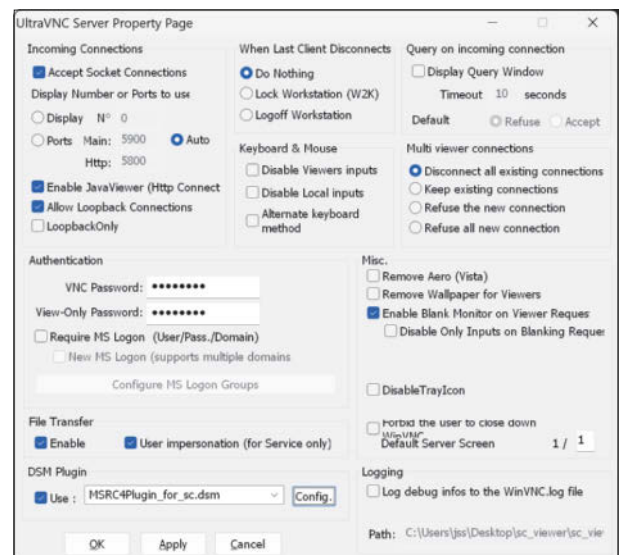 UltraVNC Server Property Page
Incoming Connections
Accept Socket Connections
Display Number or Ports to use
Display N° 0
Ports Main: 5900 Auto
Http: 5800
Enable JavaViewer (Http Connect
Allow Loopback Connections
LoopbackOnly
When Last Client Disconnects
Do Nothing
Lock Workstation (W2K)
Logoff Workstation
Keyboard & Mouse
Disable Viewers inputs
Disable Local inputs
Alternate keyboard
method
Query on incoming connection
Display Query Window
Timeout 10 seconds
Default Refuse Accept
Multi viewer connections
Disconnect all existing connections
Keep existing connections
Refuse the new connection
Refuse all new connection
Authentication
VNC Password: ••••••••
View-Only Password: ••••••••
Require MS Logon (User/Pass./Domain)
New MS Logon (supports multiple domains
Configure MS Logon Groups
Misc.
Remove Aero (Vista)
Remove Wallpaper for Viewers
Enable Blank Monitor on Viewer Reques
Disable Only Inputs on Blanking Reques
DisableTrayIcon
Forbid the user to close down
WinVNC
Default Server Screen 1 / 1
File Transfer
Enable User impersonation (for Service only)
DSM Plugin
Use : MSRC4Plugin_for_sc.dsm Config.
Logging
Log debug infos to the WinVNC.log file
Path: C:\Users\jss\Desktop\sc_viewer\sc_vie
OK Apply Cancel